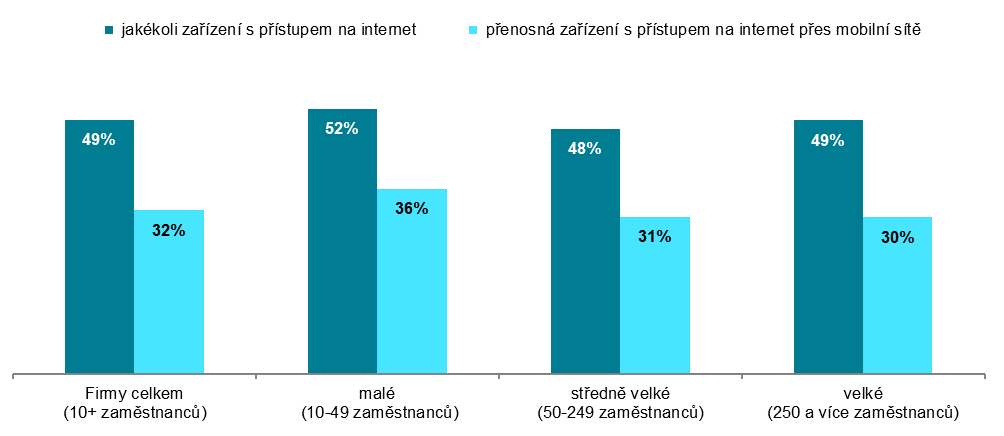 jakékoli zařízení s přístupem na internet
přenosná zařízení s přístupem na internet přes mobilní sítě
49%
32%
52%
36%
48%
31%
49%
30%
Firmy celkem
(10+ zaměstnanců)
malé
(10-49 zaměstnanců)
středně velké
(50-249 zaměstnanců)
velké
(250 a více zaměstnanců)